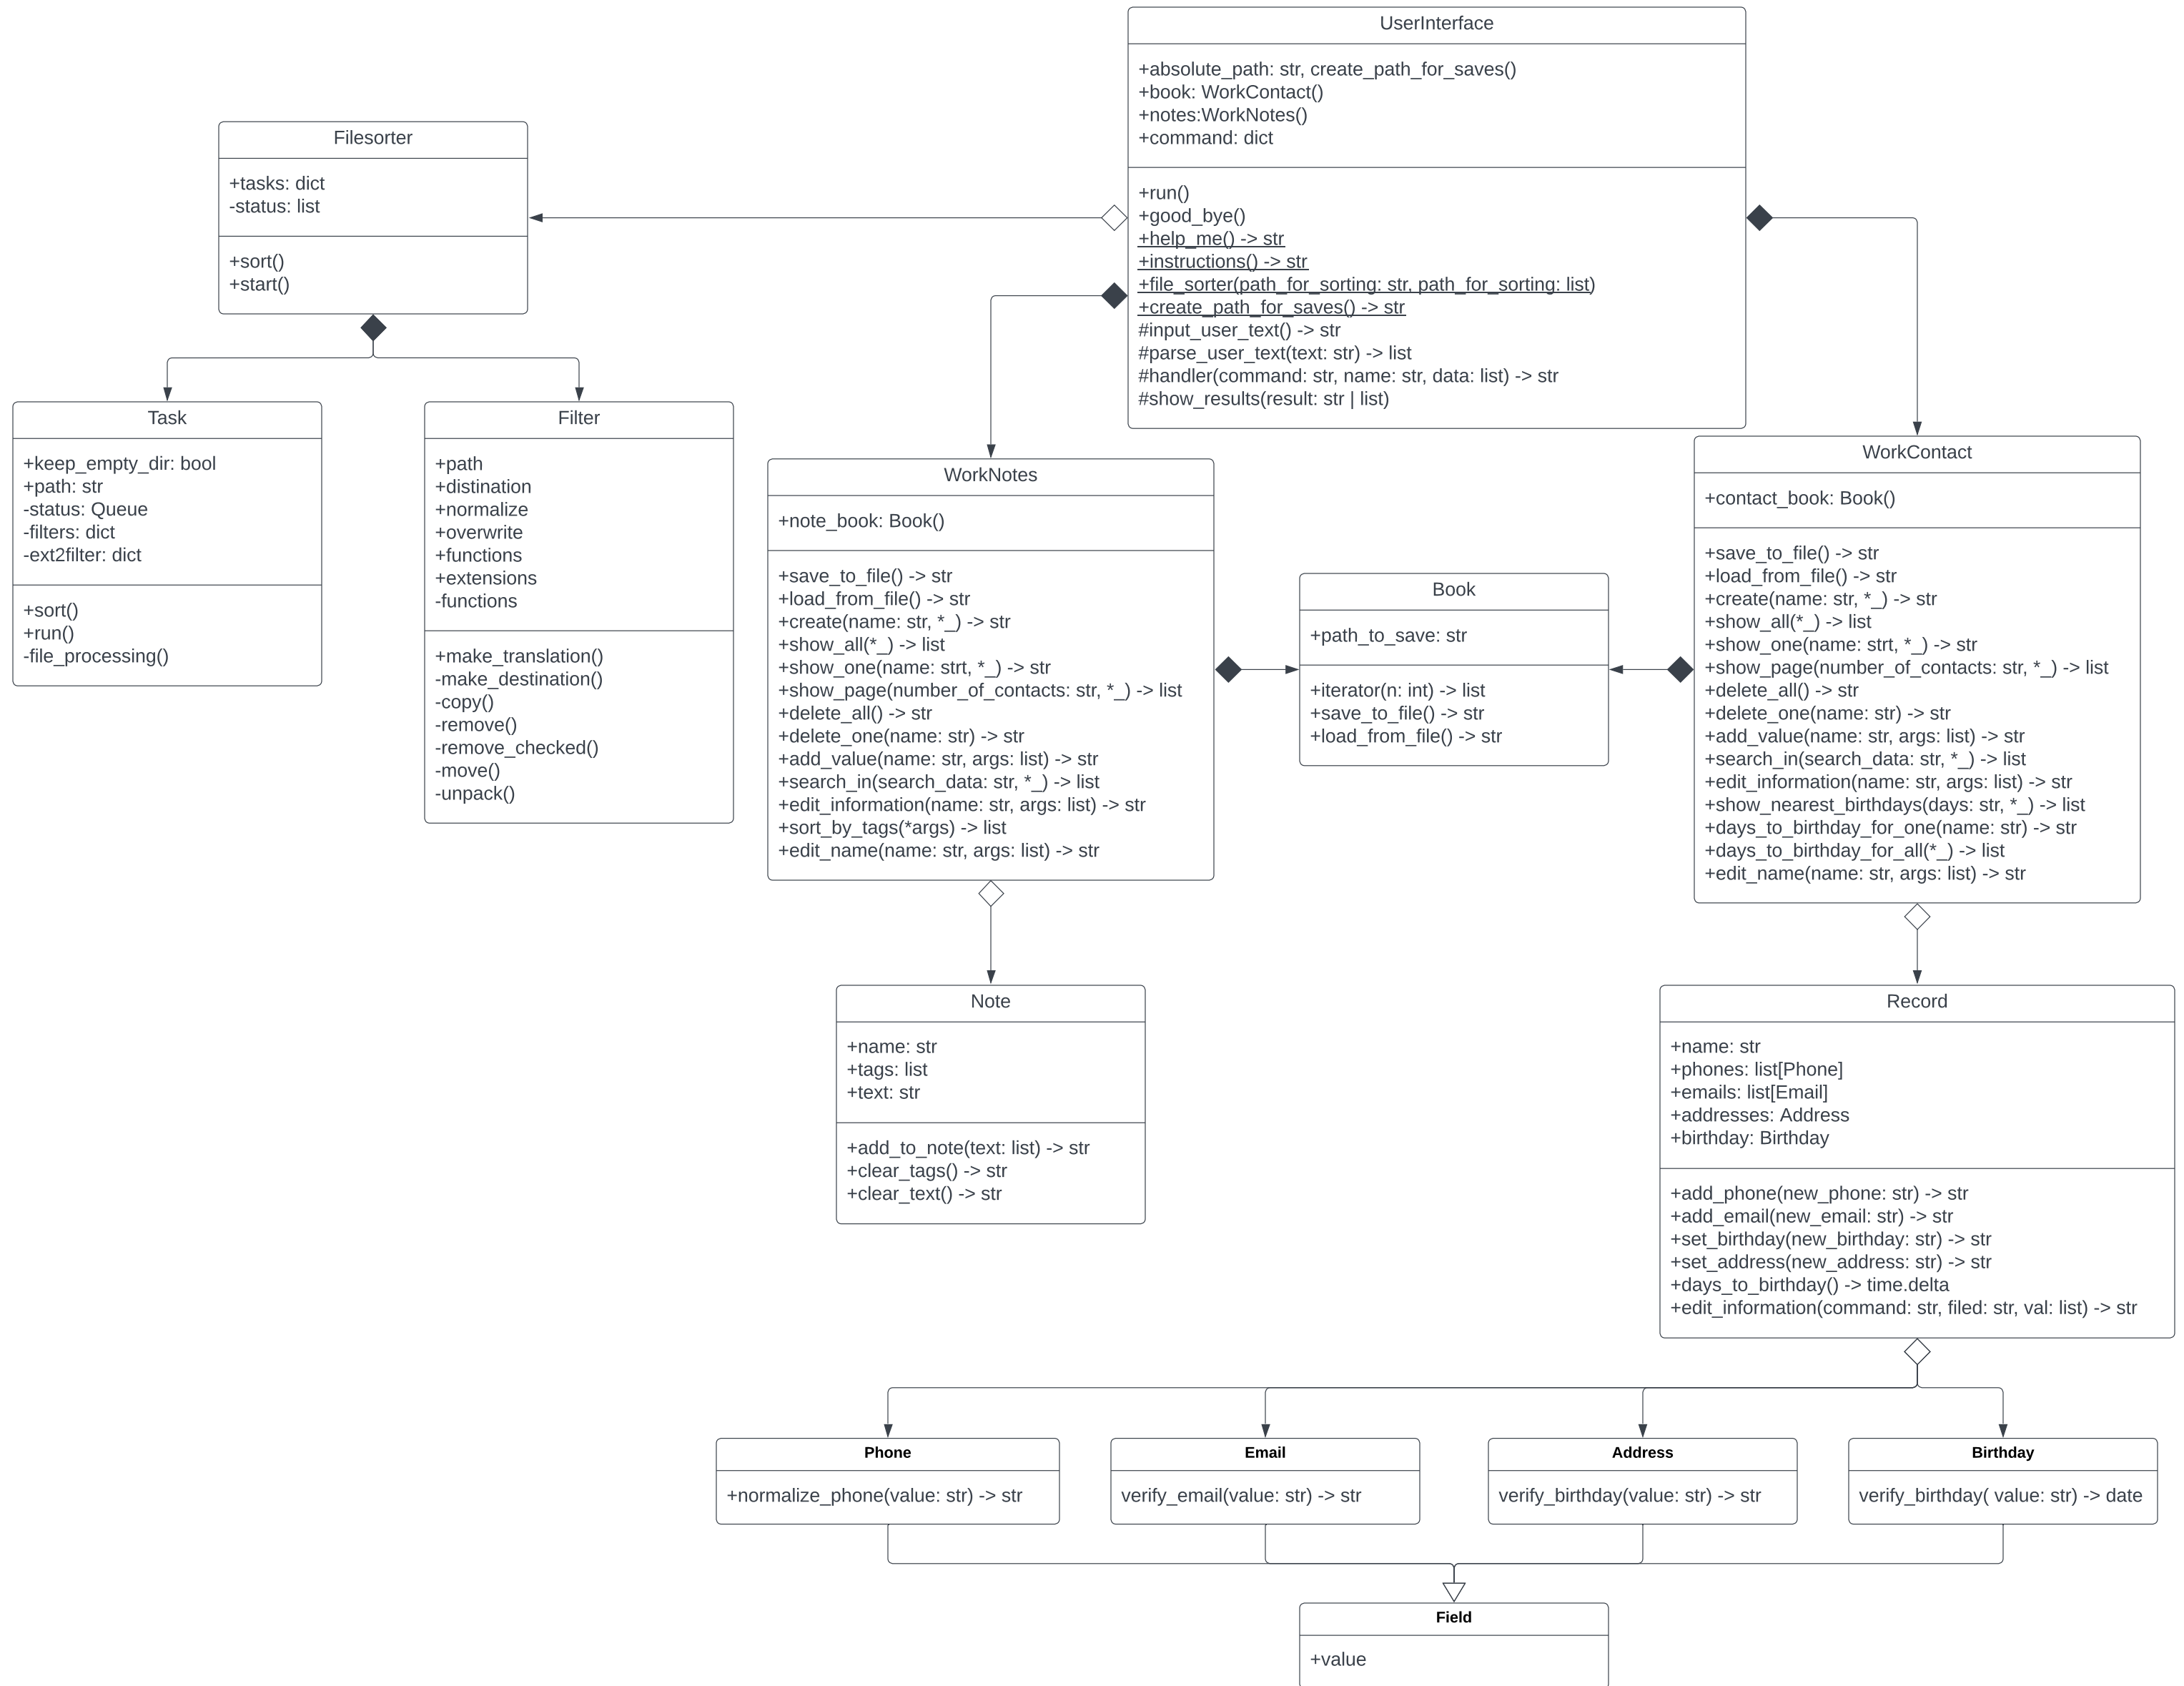 UserInterface
+absolute_path: str, create_path_for_saves()
+book: WorkContact()
+notes:WorkNotes()
+command: dict
+run()
+good_bye()
+help_me() -> str
+instructions() -> str
+file_sorter(path_for_sorting: str, path_for_sorting: list)
+create_path_for_saves() -> str
#input_user_text() -> str
#parse_user_text(text: str) -> list
#handler(command: str, name: str, data: list) -> str
#show_results(result: str | list)
Filesorter
+tasks: dict
-status: list
+sort()
+start()
Task
+keep_empty_dir: bool
+path: str
-status: Queue
-filters: dict
-ext2filter: dict
+sort()
+run()
-file_processing()
Filter
+path
+distination
+normalize
+overwrite
+functions
+extensions
-functions
+make_translation()
-make_destination()
-copy()
-remove()
-remove_checked()
-move()
-unpack()
WorkNotes
+note_book: Book()
+save_to_file() -> str
+load_from_file() -> str
+create(name: str, *_) -> str
+show_all(*_) -> list
+show_one(name: strt, *_) -> str
+show_page(number_of_contacts: str, *_) -> list
+delete_all() -> str
+delete_one(name: str) -> str
+add_value(name: str, args: list) -> str
+search_in(search_data: str, *_) -> list
+edit_information(name: str, args: list) -> str
+sort_by_tags(*args) -> list
+edit_name(name: str, args: list) -> str
Book
+path_to_save: str
+iterator(n: int) -> list
+save_to_file() -> str
+load_from_file() -> str
WorkContact
+contact_book: Book()
+save_to_file() -> str
+load_from_file() -> str
+create(name: str, *_) -> str
+show_all(*_) -> list
+show_one(name: strt, *_) -> str
+show_page(number_of_contacts: str, *_) -> list
+delete_all() -> str
+delete_one(name: str) -> str
+add_value(name: str, args: list) -> str
+search_in(search_data: str, *_) -> list
+edit_information(name: str, args: list) -> str
+show_nearest_birthdays(days: str, *_) -> list
+days_to_birthday_for_one(name: str) -> str
+days_to_birthday_for_all(*_) -> list
+edit_name(name: str, args: list) -> str
Note
+name: str
+tags: list
+text: str
+add_to_note(text: list) -> str
+clear_tags() -> str
+clear_text() -> str
Record
+name: str
+phones: list[Phone]
+emails: list[Email]
+addresses: Address
+birthday: Birthday
+add_phone(new_phone: str) -> str
+add_email(new_email: str) -> str
+set_birthday(new_birthday: str) -> str
+set_address(new_address: str) -> str
+days_to_birthday() -> time.delta
+edit_information(command: str, filed: str, val: list) -> str
Phone
+normalize_phone(value: str) -> str
Email
verify_email(value: str) -> str
Address
verify_birthday(value: str) -> str
Birthday
verify_birthday( value: str) -> date
Field
+value